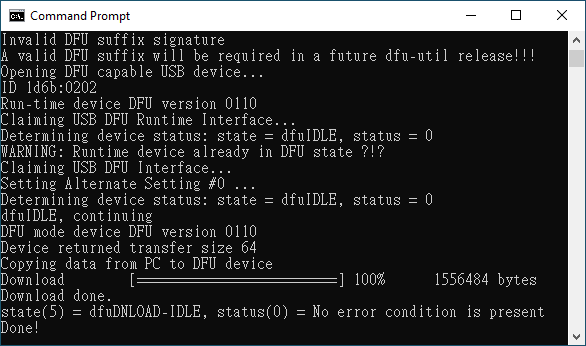 Command Prompt
Invalid DFU suffix signature
A valid DFU suffix will be required in a future dfu-util release!!!
Opening DFU capable USB device...
ID 1d6b:0202
Run-time device DFU version 0110
Claiming USB DFU Runtime Interface...
Determining device status: state = dfuIDLE, status = 0
WARNING: Runtime device already in DFU state ?!?
Claiming USB DFU Interface...
Setting Alternate Setting #0 ...
Determining device status: state = dfuIDLE, status = 0
dfuIDLE, continuing
DFU mode device DFU version 0110
Device returned transfer size 64
Copying data from PC to DFU device
Download        [=========================] 100%      1556484 bytes
Download done.
state(5) = dfuDNLOAD-IDLE, status(0) = No error condition is present
Done!